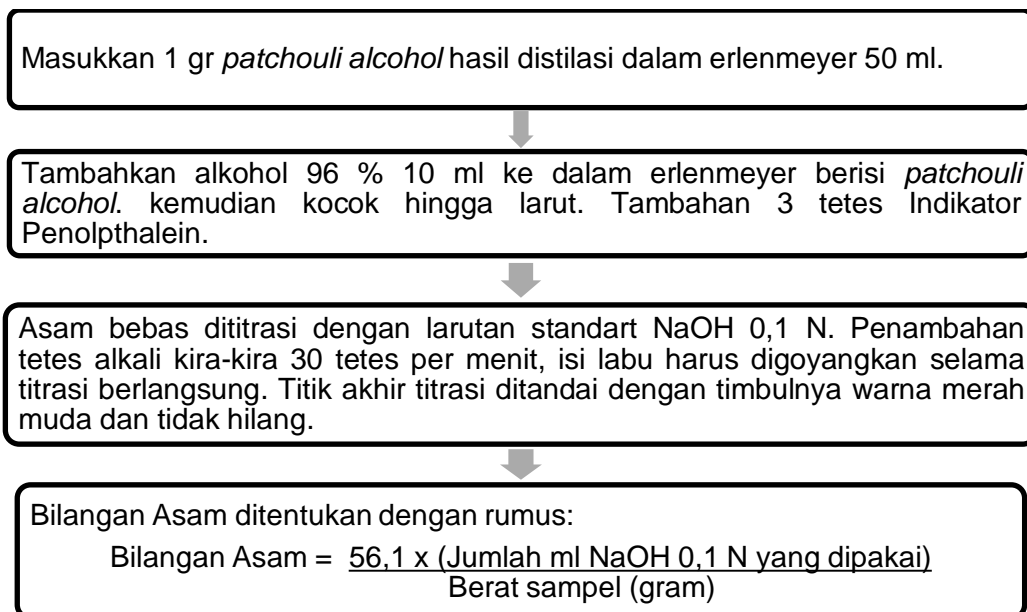 Masukkan 1 gr patchouli alcohol hasil distilasi dalam erlenmeyer 50 ml.
Tambahkan alkohol 96 % 10 ml ke dalam erlenmeyer berisi patchouli
alcohol. kemudian kocok hingga larut. Tambahan 3 tetes Indikator
Penolpthalein.
Asam bebas dititrasi dengan larutan standart NaOH 0,1 N. Penambahan
tetes alkali kira-kira 30 tetes per menit, isi labu harus digoyangkan selama
titrasi berlangsung. Titik akhir titrasi ditandai dengan timbulnya warna merah
muda dan tidak hilang.
Bilangan Asam ditentukan dengan rumus:
Bilangan Asam = 56,1 x (Jumlah ml NaOH 0,1 N yang dipakai)
Berat sampel (gram)